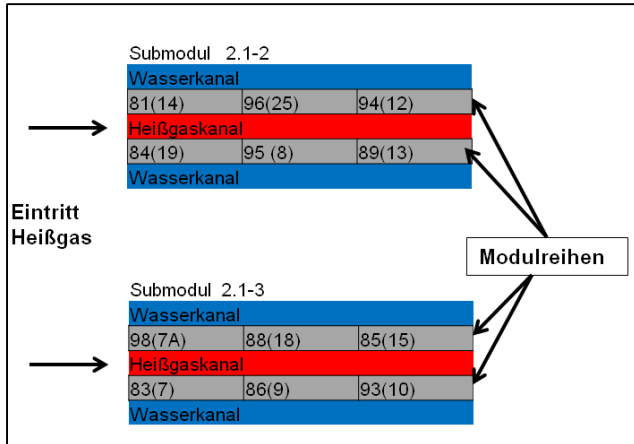 Submodul 2.1-2
Wasserkanal
81(14) 96(25) 94(12)
Heißgaskanal
84(19) 95 (8) 89(13)
Wasserkanal
Eintritt
Heißgas
Modulreihen
Submodul 2.1-3
Wasserkanal
98(7A) 88(18) 85(15)
Heißgaskanal
83(7) 86(9) 93(10)
Wasserkanal